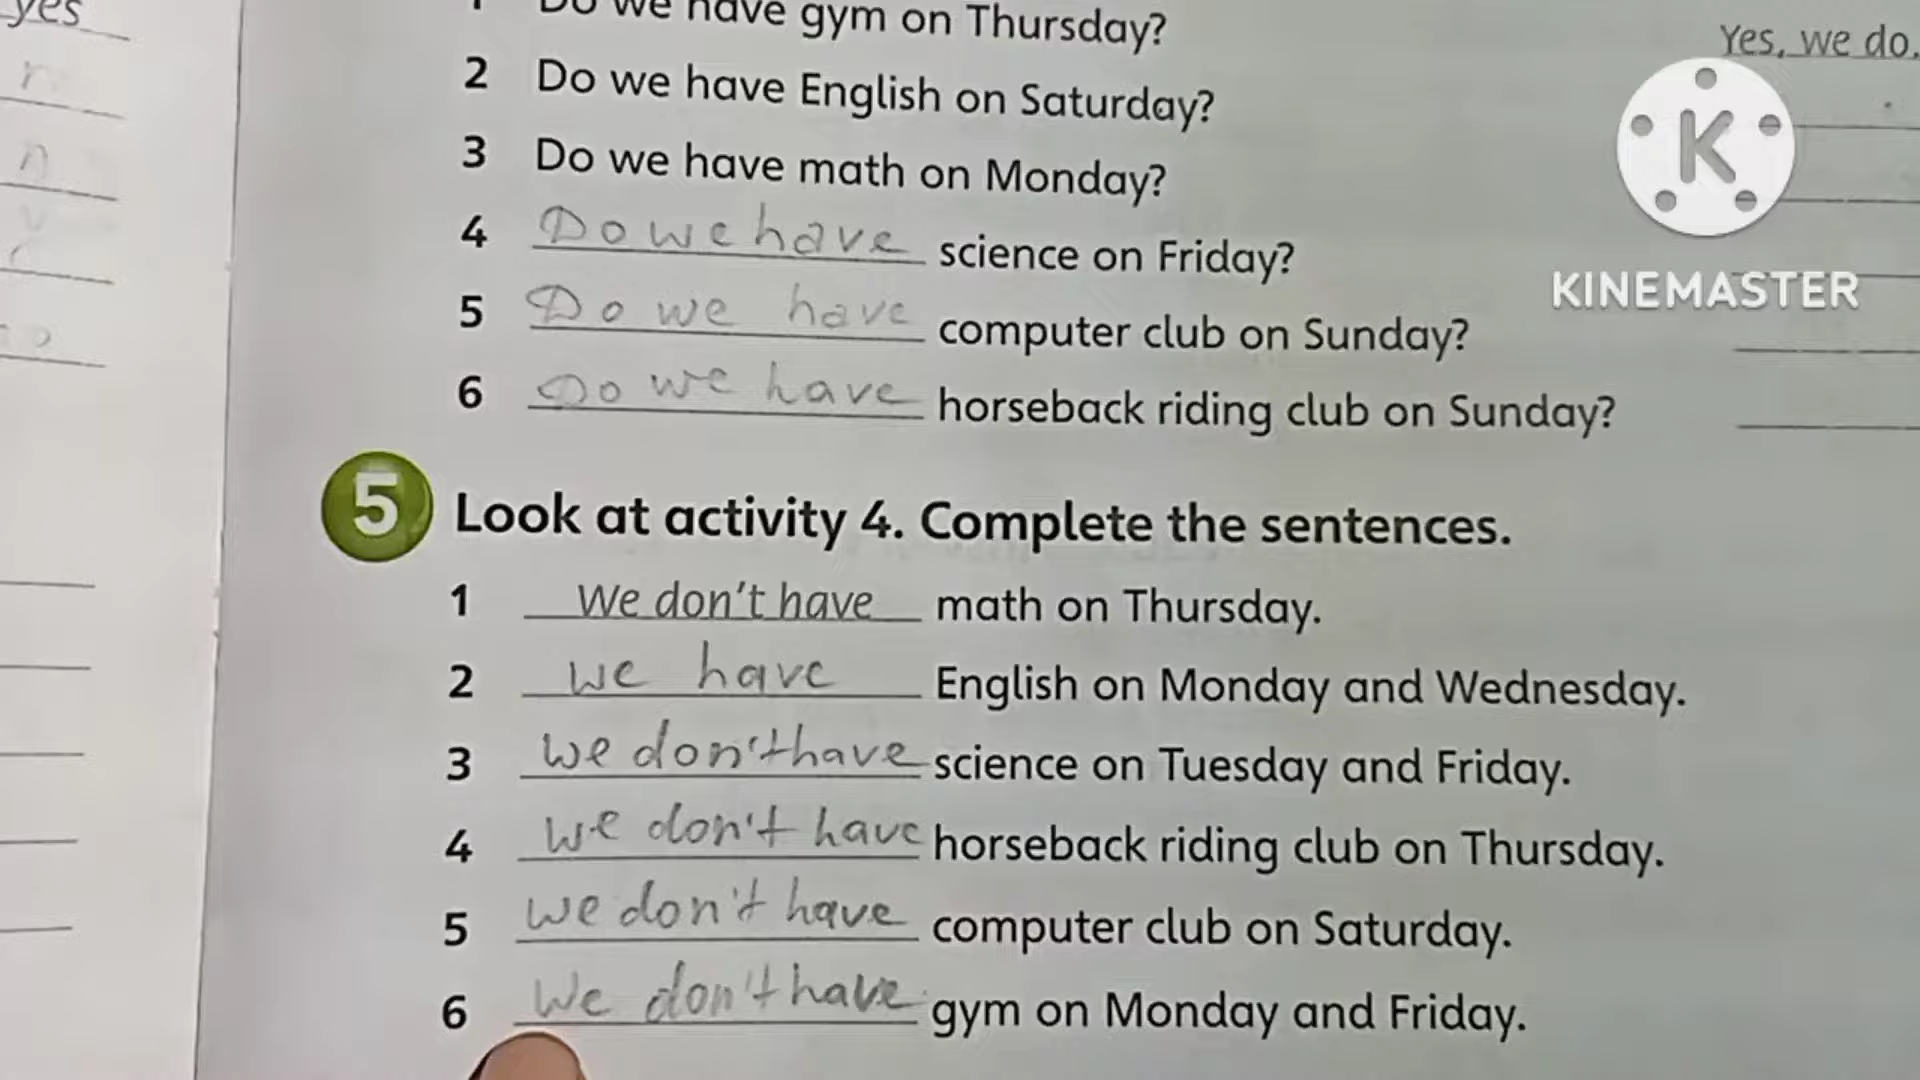 yes
1 Do we have gym on Thursday?
Yes, we do.
2 Do we have English on Saturday?
3 Do we have math on Monday?
4 Do we have science on Friday?
5 Do we have computer club on Sunday?
6 Do we have horseback riding club on Sunday?
K
KINEMASTER
5 Look at activity 4. Complete the sentences.
1 We don't have math on Thursday.
2 we have English on Monday and Wednesday.
3 we don't have science on Tuesday and Friday.
4 we don't have horseback riding club on Thursday.
5 we don't have computer club on Saturday.
6 We don't have gym on Monday and Friday.